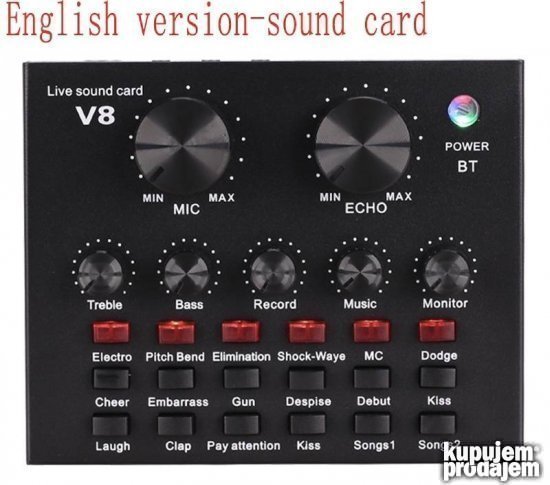 English version-sound card
Live sound card
V8
POWER
BT
MIN MAX
MIC
MIN MAX
ECHO
Treble Bass Record Music Monitor
Electro Pitch Bend Elimination Shock-Waye MC Dodge
Cheer Embarrass Gun Despise Debut Kiss
Laugh Clap Pay attention Kiss Songs1 Songs2
kupujem
prodajem